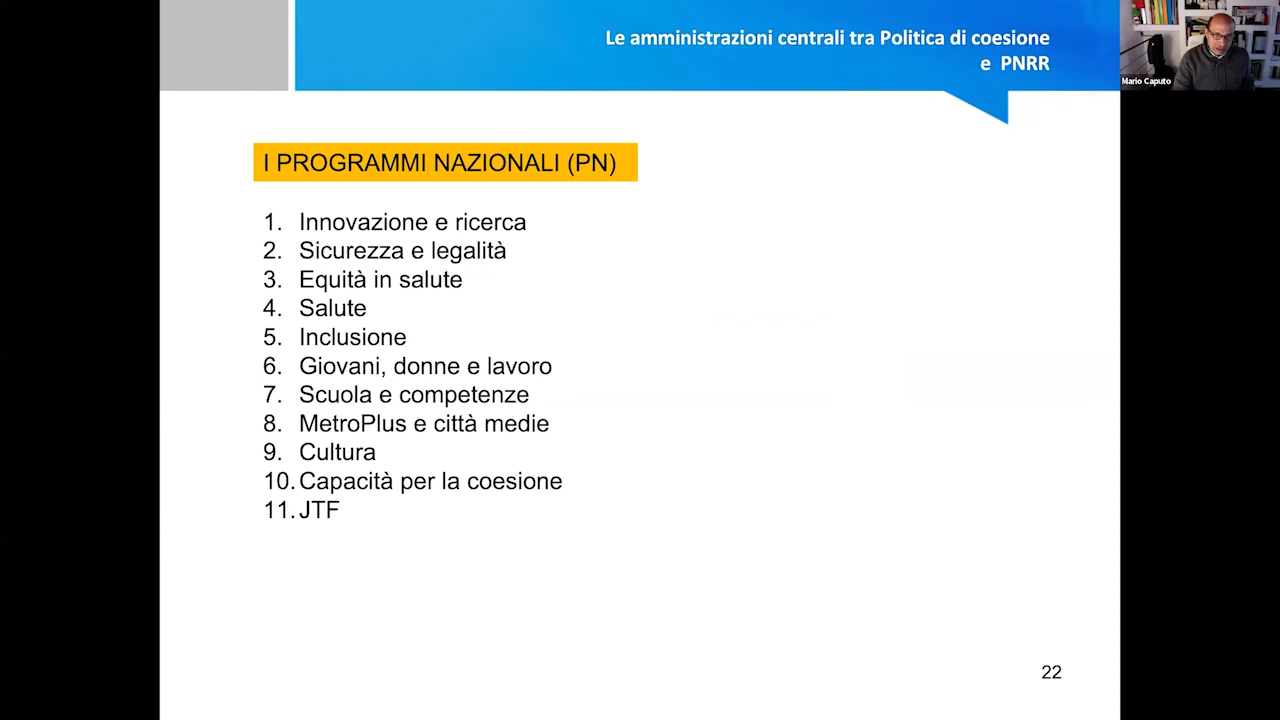 Le amministrazioni centrali tra Politica di coesione
e PNRR
Mario Caputo
I PROGRAMMI NAZIONALI (PN)
1. Innovazione e ricerca
2. Sicurezza e legalità
3. Equità in salute
4. Salute
5. Inclusione
6. Giovani, donne e lavoro
7. Scuola e competenze
8. MetroPlus e città medie
9. Cultura
10. Capacità per la coesione
11. JTF
22